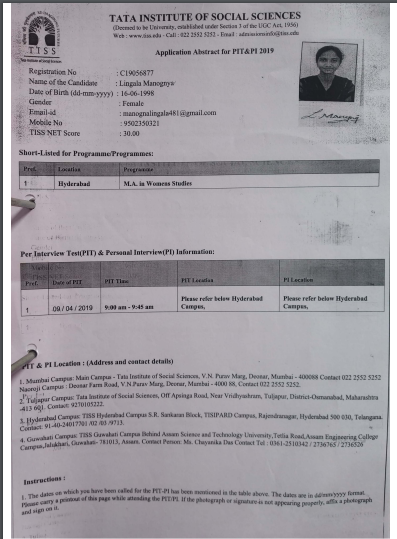 TATA INSTITUTE OF SOCIAL SCIENCES
(Deemed to be University, established under Section 3 of the UGC Act, 1956)
Web : www.tiss.edu - Call : 022 2552 5252 - Email : admissionsinfo@tiss.edu
TISS
Tata Institute of Social Sciences
Application Abstract for PIT&PI 2019
Registration No : C19056877
Name of the Candidate : Lingala Manognya
Date of Birth (dd-mm-yyyy) : 16-06-1998
Gender : Female
Email-id : manognalingala481@gmail.com
Mobile No : 9502350321
TISS NET Score : 30.00
Short-Listed for Programme/Programmes:
Pref. Location Programme
1 Hyderabad M.A. in Womens Studies
Per Interview Test(PIT) & Personal Interview(PI) Information:
Pref. Date of PIT PIT Time PIT Location PI Location
1 09 / 04 / 2019 9:00 am - 9:45 am Please refer below Hyderabad Campus, Please refer below Hyderabad Campus,
PIT & PI Location : (Address and contact details)
1. Mumbai Campus: Main Campus - Tata Institute of Social Sciences, V.N. Purav Marg, Deonar, Mumbai - 400088 Contact 022 2552 5252
Naoroji Campus : Deonar Farm Road, V.N.Purav Marg, Deonar, Mumbai - 4000 88, Contact 022 2552 5252.
2. Tuljapur Campus: Tata Institute of Social Sciences, Off Apsinga Road, Near Vridhyashrum, Tuljapur, District-Osmanabad, Maharashtra
-413 601. Contact: 9270105222.
3. Hyderabad Campus: TISS Hyderabad Campus S.R. Sankaran Block, TISIPARD Campus, Rajendranagar, Hyderabad 500 030, Telangana.
Contact: 91-40-24017701 /02 /03 /9713.
4. Guwahati Campus: TISS Guwahati Campus Behind Assam Science and Technology University,Tetlia Road,Assam Engineering College
Campus,Jalukbari, Guwahati- 781013, Assam, Contact Person: Ms. Chayanika Das Contact Tel : 0361-2510342 / 2736765 / 2736526
Instructions :
1. The dates on which you have been called for the PIT-PI has been mentioned in the table above. The dates are in dd/mm/yyyy format.
Please carry a printout of this page while attending the PIT/PI. If the photograph or signature is not appearing properly, affix a photograph
and sign on it.